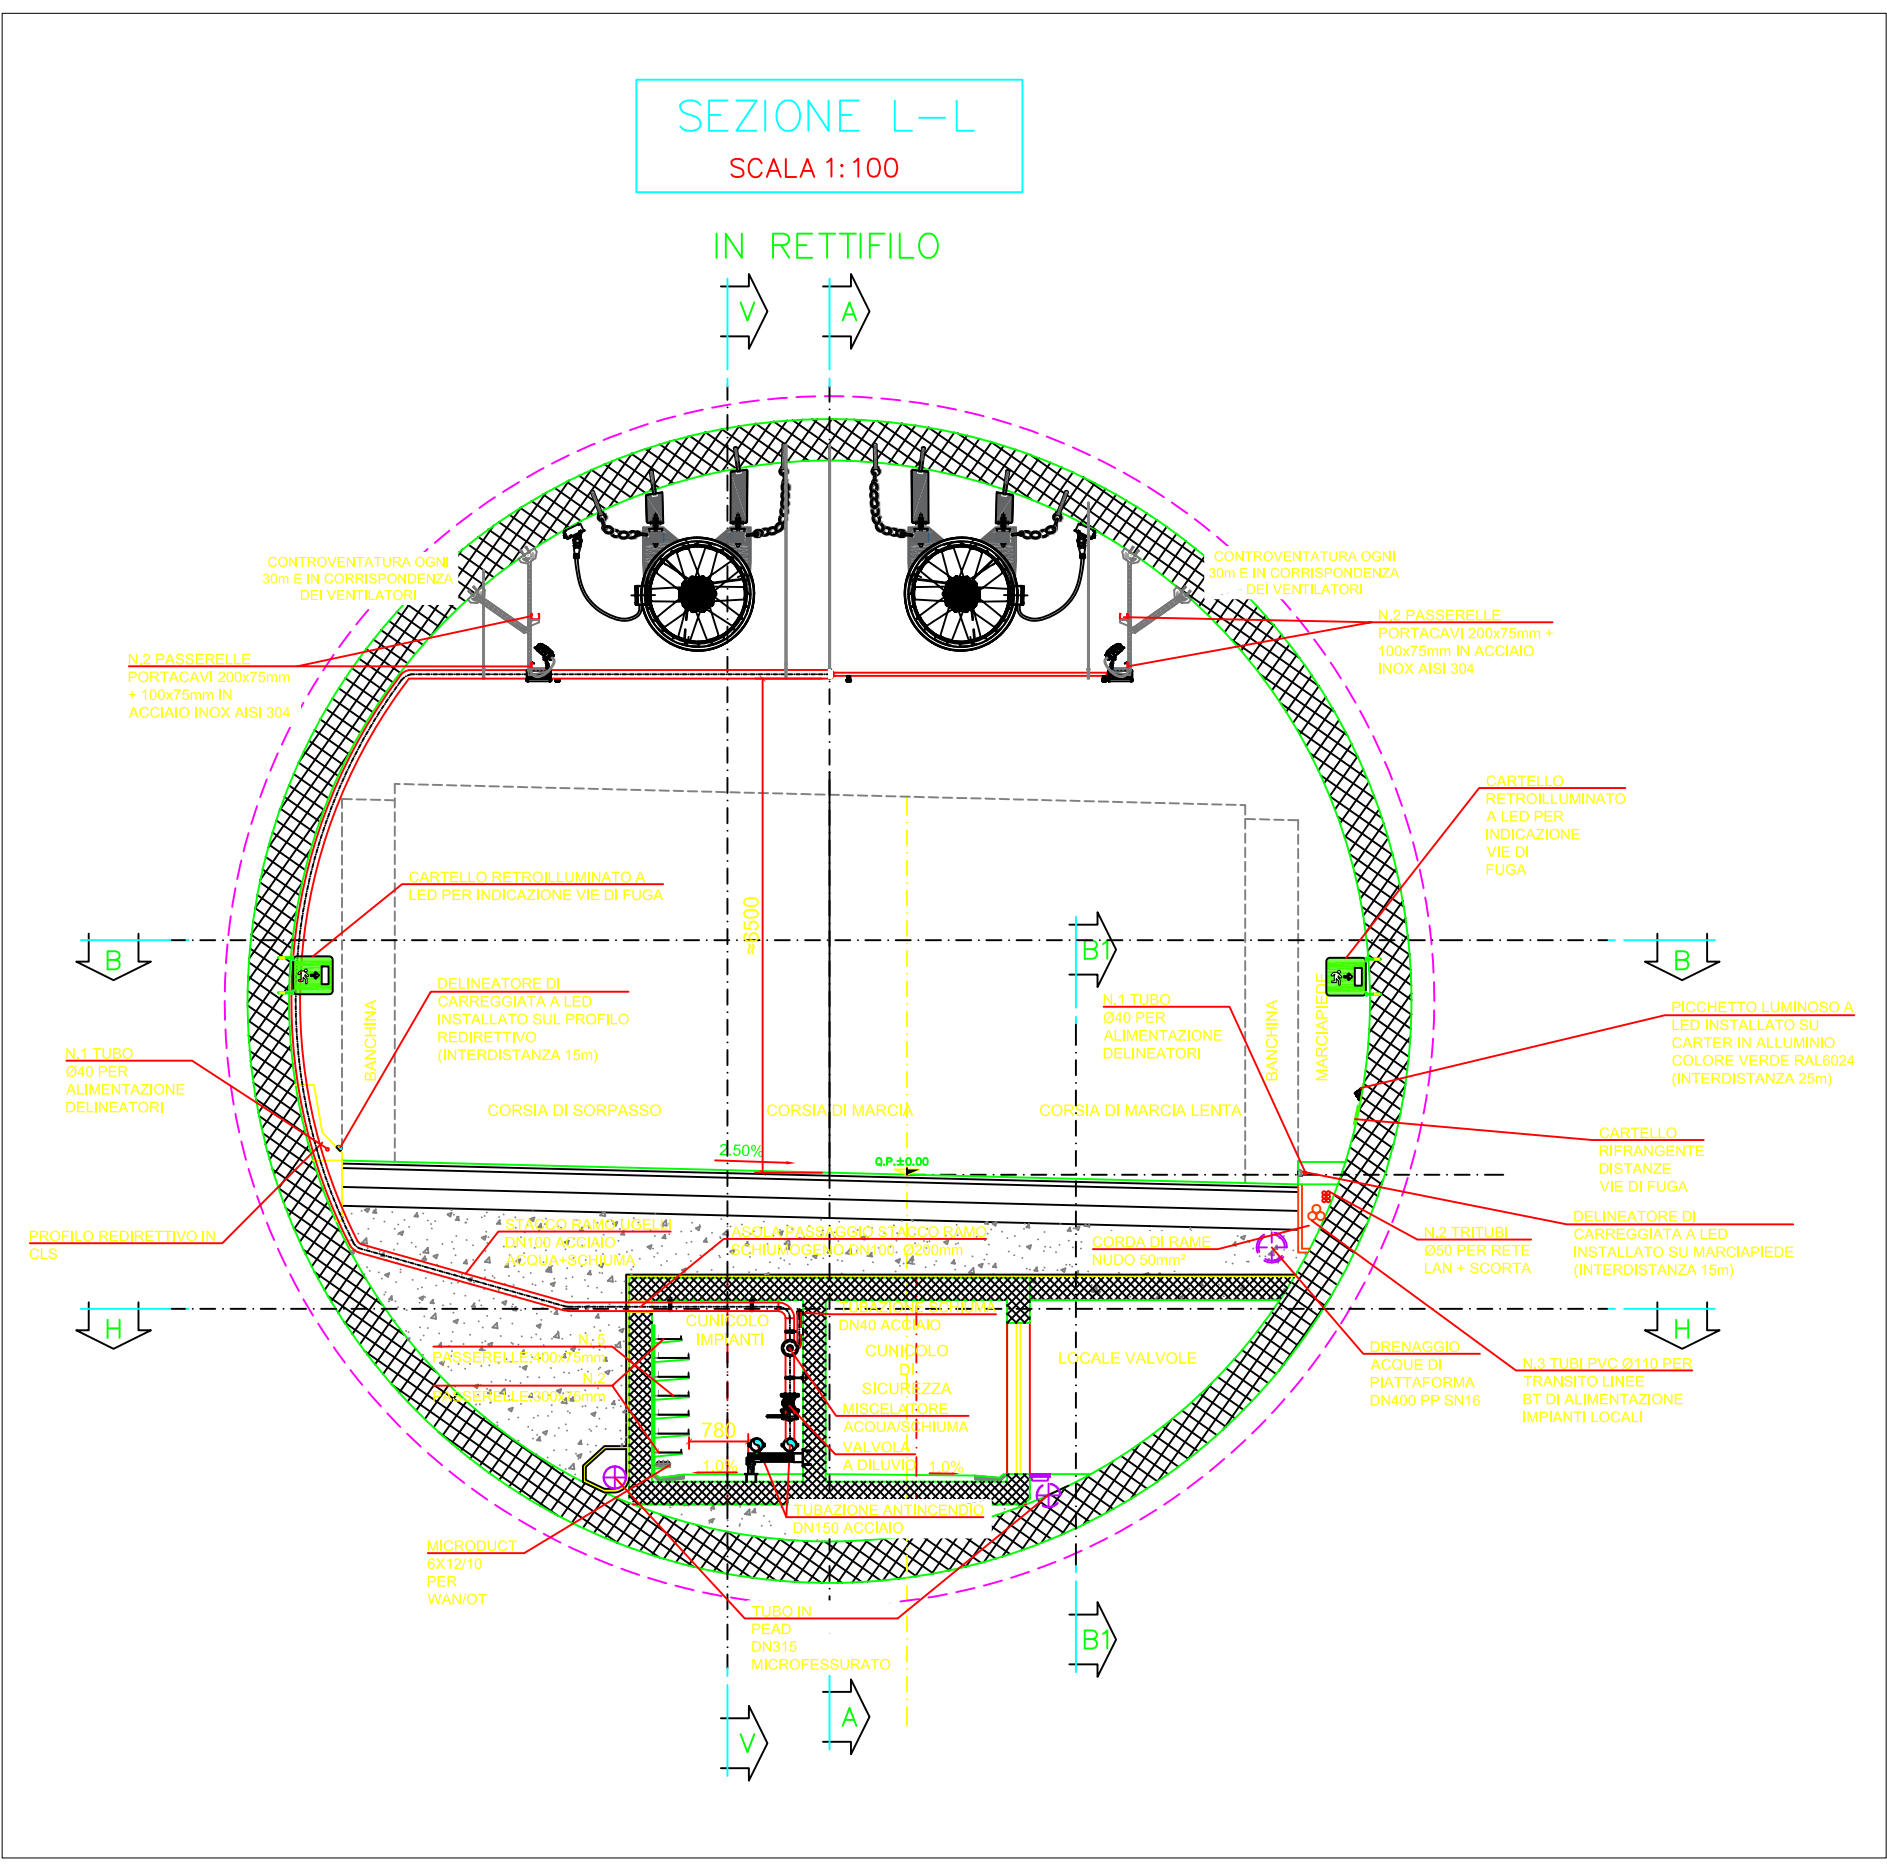 SEZIONE L-L
SCALA 1:100
IN RETTIFILO
V
A
CONTROVENTATURA OGNI
30m E IN CORRISPONDENZA
DEI VENTILATORI
CONTROVENTATURA OGNI
30m E IN CORRISPONDENZA
DEI VENTILATORI
N.2 PASSERELLE
PORTACAVI 200x75mm
+ 100x75mm IN
ACCIAIO INOX AISI 304
N.2 PASSERELLE
PORTACAVI 200x75mm +
100x75mm IN ACCIAIO
INOX AISI 304
CARTELLO
RETROILLUMINATO
A LED PER
INDICAZIONE
VIE DI
FUGA
CARTELLO RETROILLUMINATO A
LED PER INDICAZIONE VIE DI FUGA
≈6500
B
B1
B
DELINEATORE DI
CARREGGIATA A LED
INSTALLATO SUL PROFILO
REDIRETTIVO
(INTERDISTANZA 15m)
N.1 TUBO
Ø40 PER
ALIMENTAZIONE
DELINEATORI
BANCHINA
BANCHINA
MARCIAPIEDE
N.1 TUBO
Ø40 PER
ALIMENTAZIONE
DELINEATORI
PICCHETTO LUMINOSO A
LED INSTALLATO SU
CARTER IN ALLUMINIO
COLORE VERDE RAL6024
(INTERDISTANZA 25m)
CORSIA DI SORPASSO
CORSIA DI MARCIA
CORSIA DI MARCIA LENTA
2.50%
Q.P.±0.00
CARTELLO
RIFRANGENTE
DISTANZE
VIE DI FUGA
PROFILO REDIRETTIVO IN
CLS
STACCO RAMO UGELLI
DN100 ACCIAIO
ACQUA+SCHIUMA
ASOLA PASSAGGIO STACCO RAMO
SCHIUMOGENO DN100, Ø200mm
CORDA DI RAME
NUDO 50mm²
N.2 TRITUBI
Ø50 PER RETE
LAN + SCORTA
DELINEATORE DI
CARREGGIATA A LED
INSTALLATO SU MARCIAPIEDE
(INTERDISTANZA 15m)
H
H
CUNICOLO
IMPIANTI
TUBAZIONE SCHIUMA
DN40 ACCIAIO
N. 5
PASSERELLE 400x75mm
N.2
PASSERELLE 300x75mm
CUNICOLO
DI
SICUREZZA
LOCALE VALVOLE
DRENAGGIO
ACQUE DI
PIATTAFORMA
DN400 PP SN16
N.3 TUBI PVC Ø110 PER
TRANSITO LINEE
BT DI ALIMENTAZIONE
IMPIANTI LOCALI
MISCELATORE
ACQUA/SCHIUMA
780
VALVOLA
A DILUVIO
1.0%
1.0%
TUBAZIONE ANTINCENDIO
DN150 ACCIAIO
MICRODUCT
6X12/10
PER
WAN/OT
TUBO IN
PEAD
DN315
MICROFESSURATO
B1
V
A